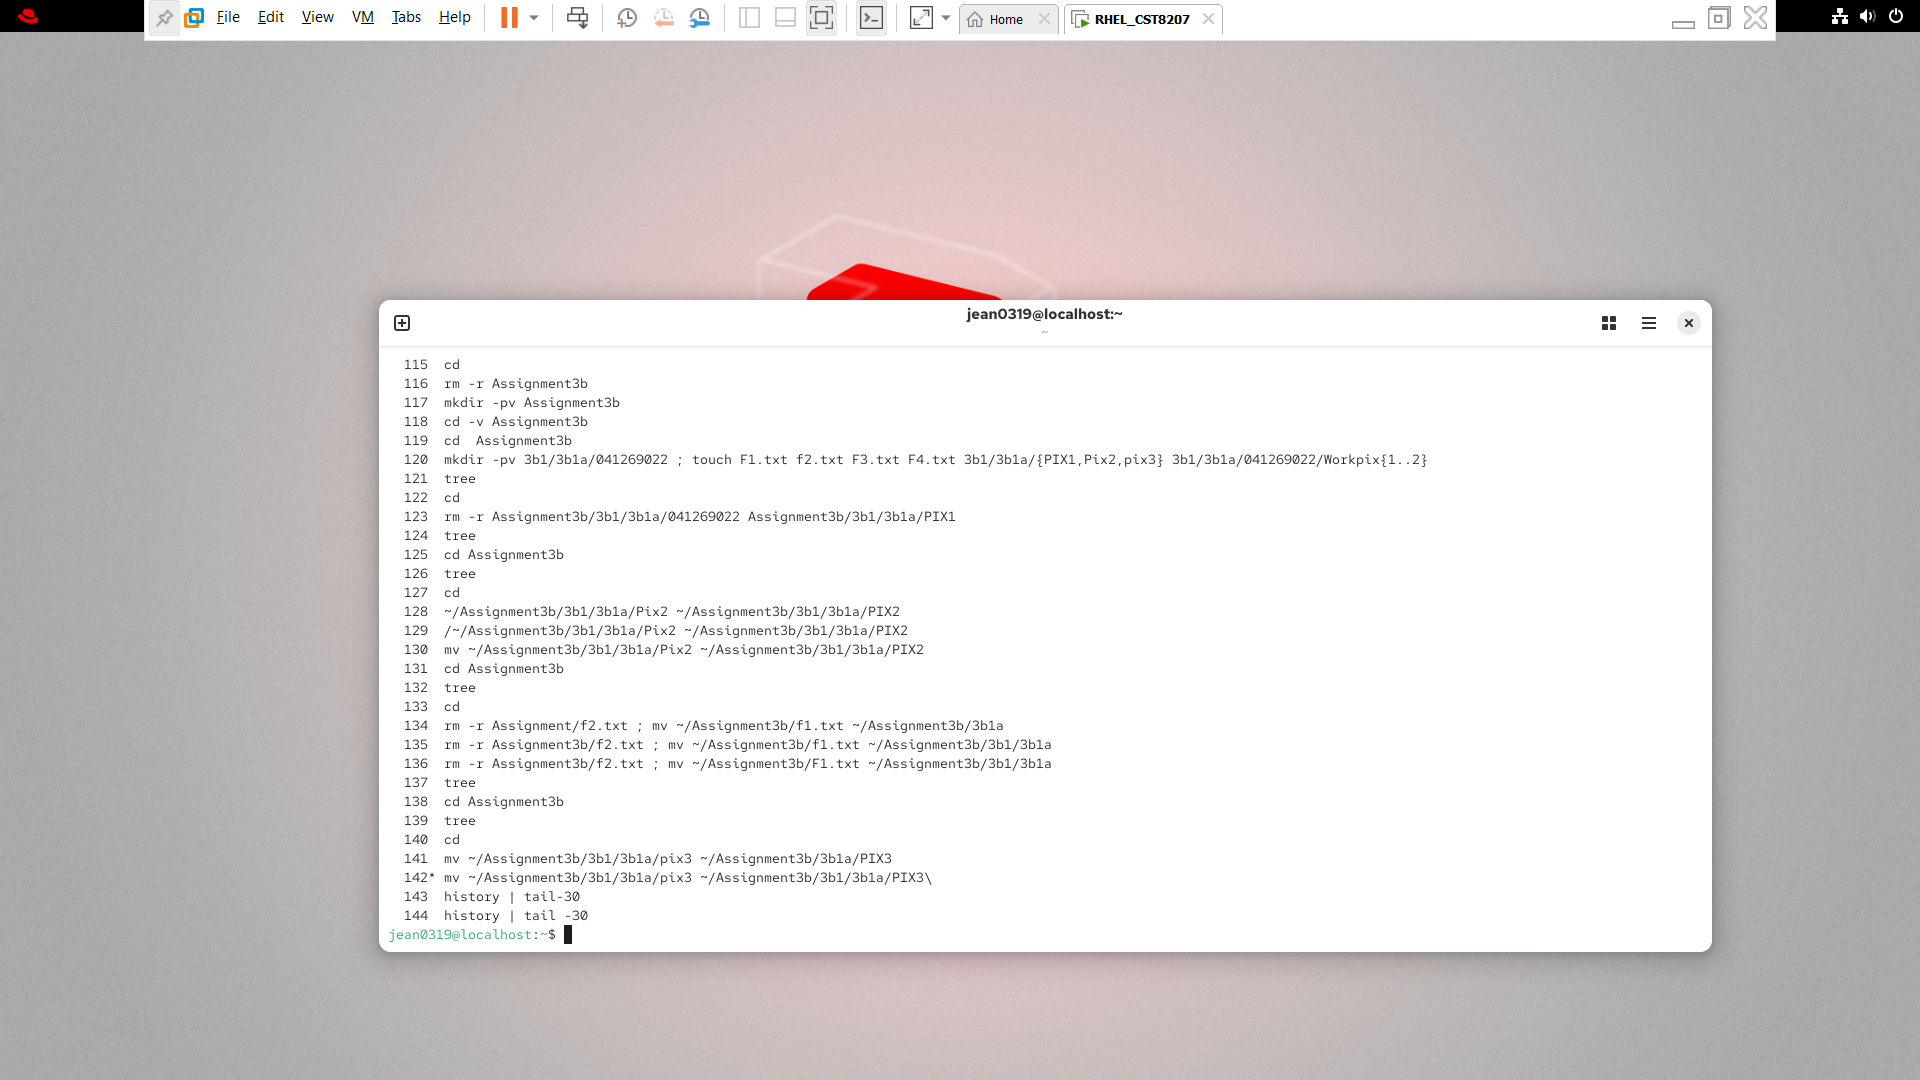 File Edit View VM Tabs Help Home RHEL_CST8207
jean0319@localhost:~
~
115 cd
116 rm -r Assignment3b
117 mkdir -pv Assignment3b
118 cd -v Assignment3b
119 cd  Assignment3b
120 mkdir -pv 3b1/3b1a/041269022 ; touch F1.txt f2.txt F3.txt F4.txt 3b1/3b1a/{PIX1,Pix2,pix3} 3b1/3b1a/041269022/Workpix{1..2}
121 tree
122 cd
123 rm -r Assignment3b/3b1/3b1a/041269022 Assignment3b/3b1/3b1a/PIX1
124 tree
125 cd Assignment3b
126 tree
127 cd
128 ~/Assignment3b/3b1/3b1a/Pix2 ~/Assignment3b/3b1/3b1a/PIX2
129 /~/Assignment3b/3b1/3b1a/Pix2 ~/Assignment3b/3b1/3b1a/PIX2
130 mv ~/Assignment3b/3b1/3b1a/Pix2 ~/Assignment3b/3b1/3b1a/PIX2
131 cd Assignment3b
132 tree
133 cd
134 rm -r Assignment/f2.txt ; mv ~/Assignment3b/f1.txt ~/Assignment3b/3b1a
135 rm -r Assignment3b/f2.txt ; mv ~/Assignment3b/f1.txt ~/Assignment3b/3b1/3b1a
136 rm -r Assignment3b/f2.txt ; mv ~/Assignment3b/F1.txt ~/Assignment3b/3b1/3b1a
137 tree
138 cd Assignment3b
139 tree
140 cd
141 mv ~/Assignment3b/3b1/3b1a/pix3 ~/Assignment3b/3b1a/PIX3
142* mv ~/Assignment3b/3b1/3b1a/pix3 ~/Assignment3b/3b1/3b1a/PIX3\
143 history | tail-30
144 history | tail -30
jean0319@localhost:~$